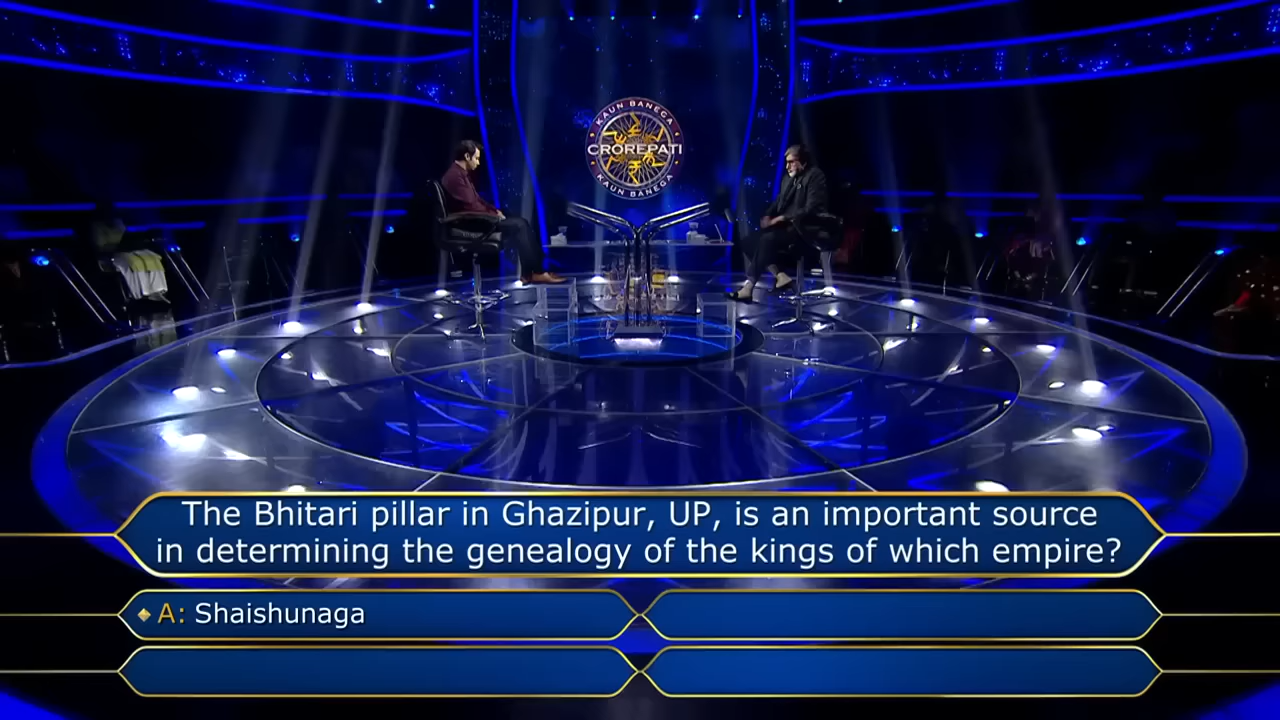 KAUN BANEGA
CROREPATI
KAUN BANEGA
The Bhitari pillar in Ghazipur, UP, is an important source
in determining the genealogy of the kings of which empire?
A: Shaishunaga